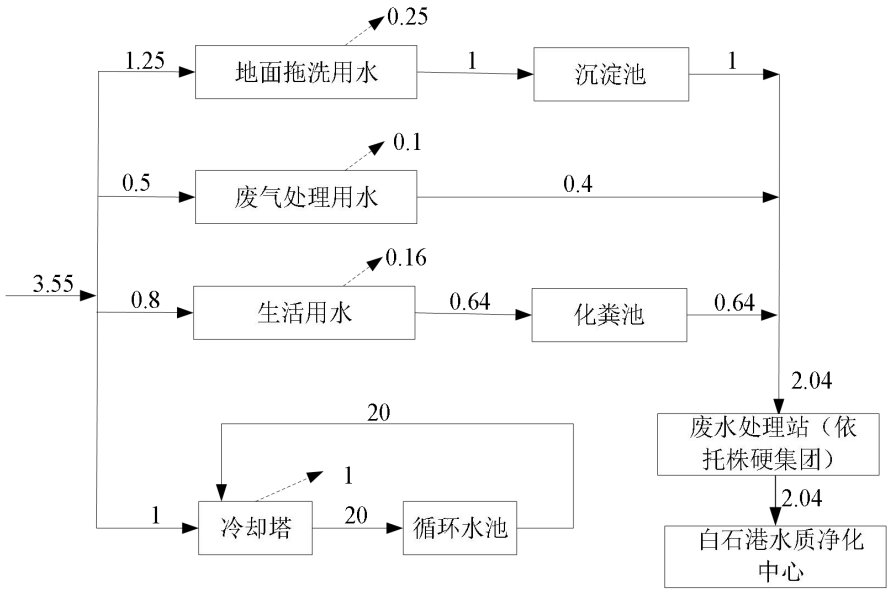 0.25
1.25
地面拖洗用水
1
沉淀池
1
0.1
0.5
废气处理用水
0.4
3.55
0.16
0.8
生活用水
0.64
化粪池
0.64
2.04
废水处理站（依
托株硬集团）
2.04
白石港水质净化
中心
20
1
1
冷却塔
20
循环水池